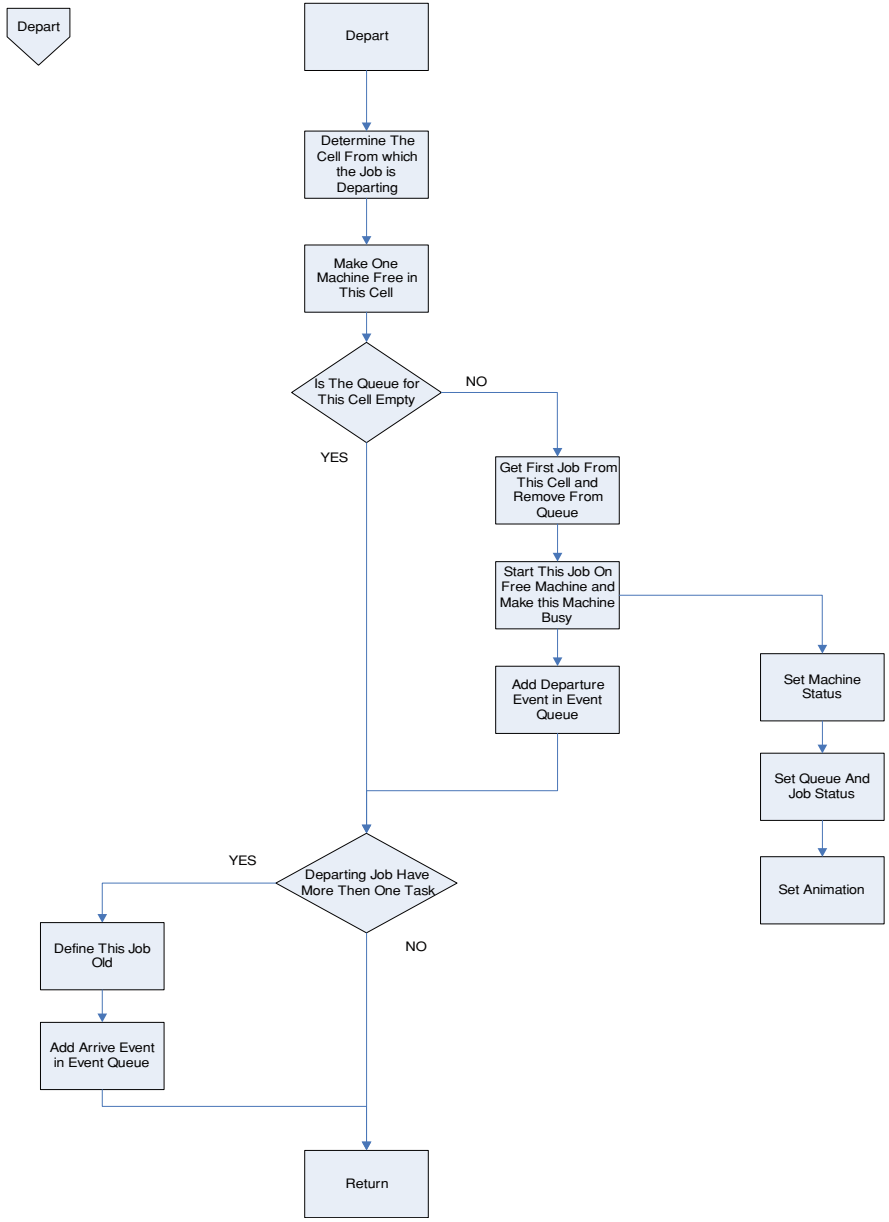 Depart
Depart
Determine The
Cell From which
the Job is
Departing
Make One
Machine Free in
This Cell
Is The Queue for
This Cell Empty
NO
YES
Get First Job From
This Cell and
Remove From
Queue
Start This Job On
Free Machine and
Make this Machine
Busy
Add Departure
Event in Event
Queue
Set Machine
Status
Set Queue And
Job Status
Set Animation
Departing Job Have
More Then One Task
YES
NO
Define This Job
Old
Add Arrive Event
in Event Queue
Return